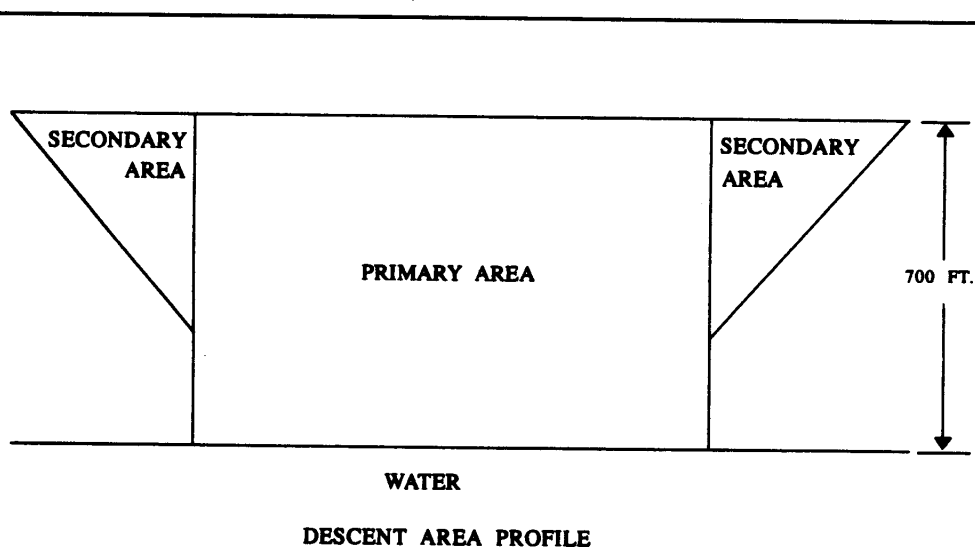 SECONDARY
AREA
SECONDARY
AREA
PRIMARY AREA
700 FT.
WATER
DESCENT AREA PROFILE